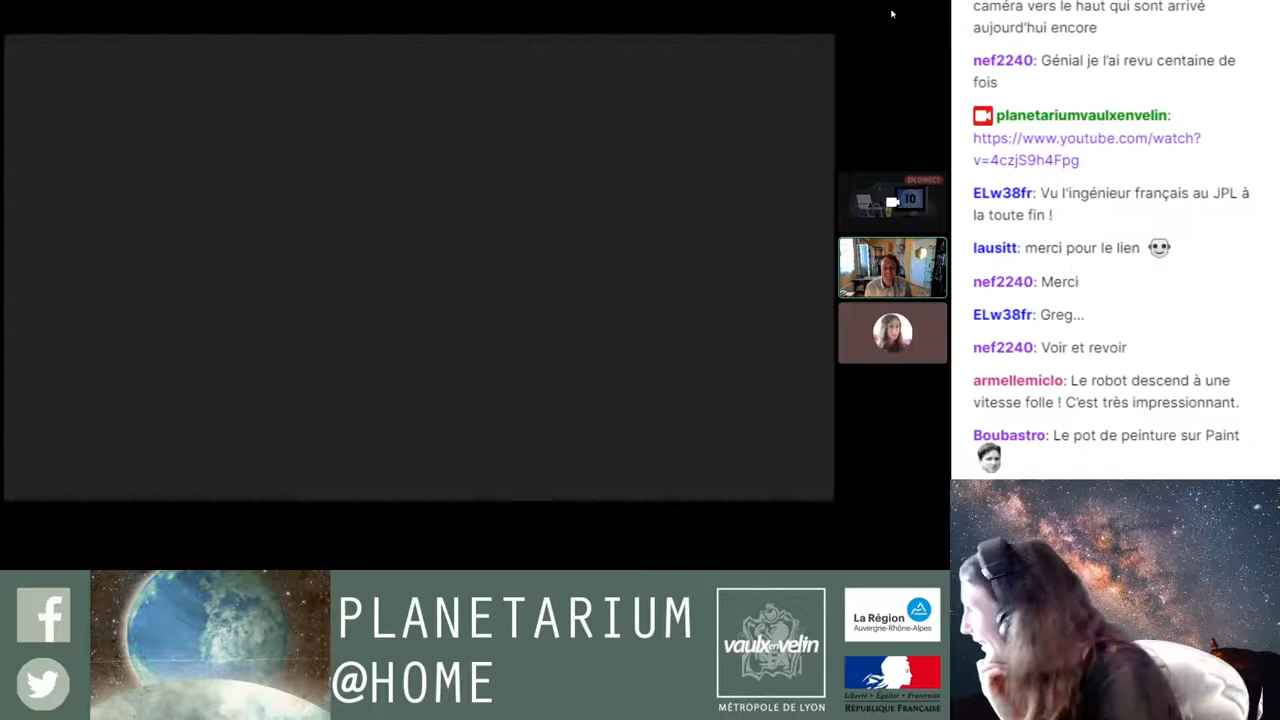 caméra vers le haut qui sont arrivé
aujourd'hui encore
nef2240: Génial je l'ai revu centaine de
fois
planetariumvaulxenvelin:
https://www.youtube.com/watch?
v=4czjS9h4Fpg
ELw38fr: Vu l'ingénieur français au JPL à
la toute fin !
lausitt: merci pour le lien
nef2240: Merci
ELw38fr: Greg...
nef2240: Voir et revoir
armellemiclo: Le robot descend à une
vitesse folle ! C'est très impressionnant.
Boubastro: Le pot de peinture sur Paint
EN DIRECT
10
PLANETARIUM
@HOME
vaulx en velin
MÉTROPOLE DE LYON
La Région
Auvergne-Rhône-Alpes
Liberté • Égalité • Fraternité
RÉPUBLIQUE FRANÇAISE